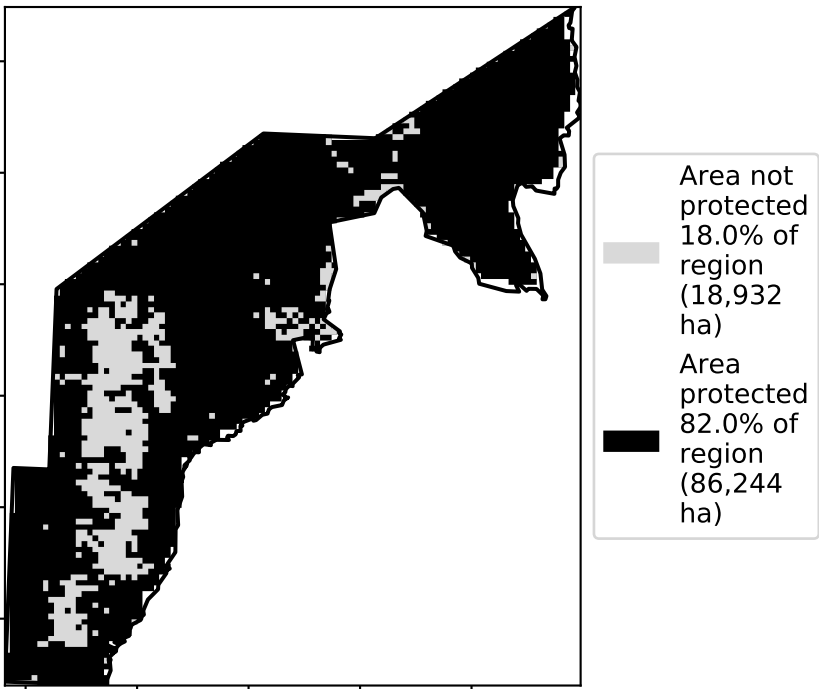 Area not
protected
18.0% of
region
(18,932
ha)
Area
protected
82.0% of
region
(86,244
ha)